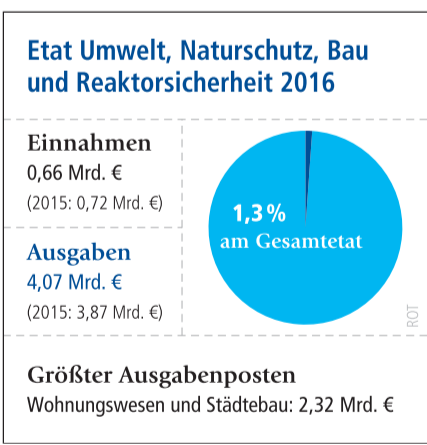 Etat Umwelt, Naturschutz, Bau
und Reaktorsicherheit 2016
Einnahmen
0,66 Mrd. €
(2015: 0,72 Mrd. €)
Ausgaben
4,07 Mrd. €
(2015: 3,87 Mrd. €)
1,3 %
am Gesamtetat
ROT
Größter Ausgabenposten
Wohnungswesen und Städtebau: 2,32 Mrd. €